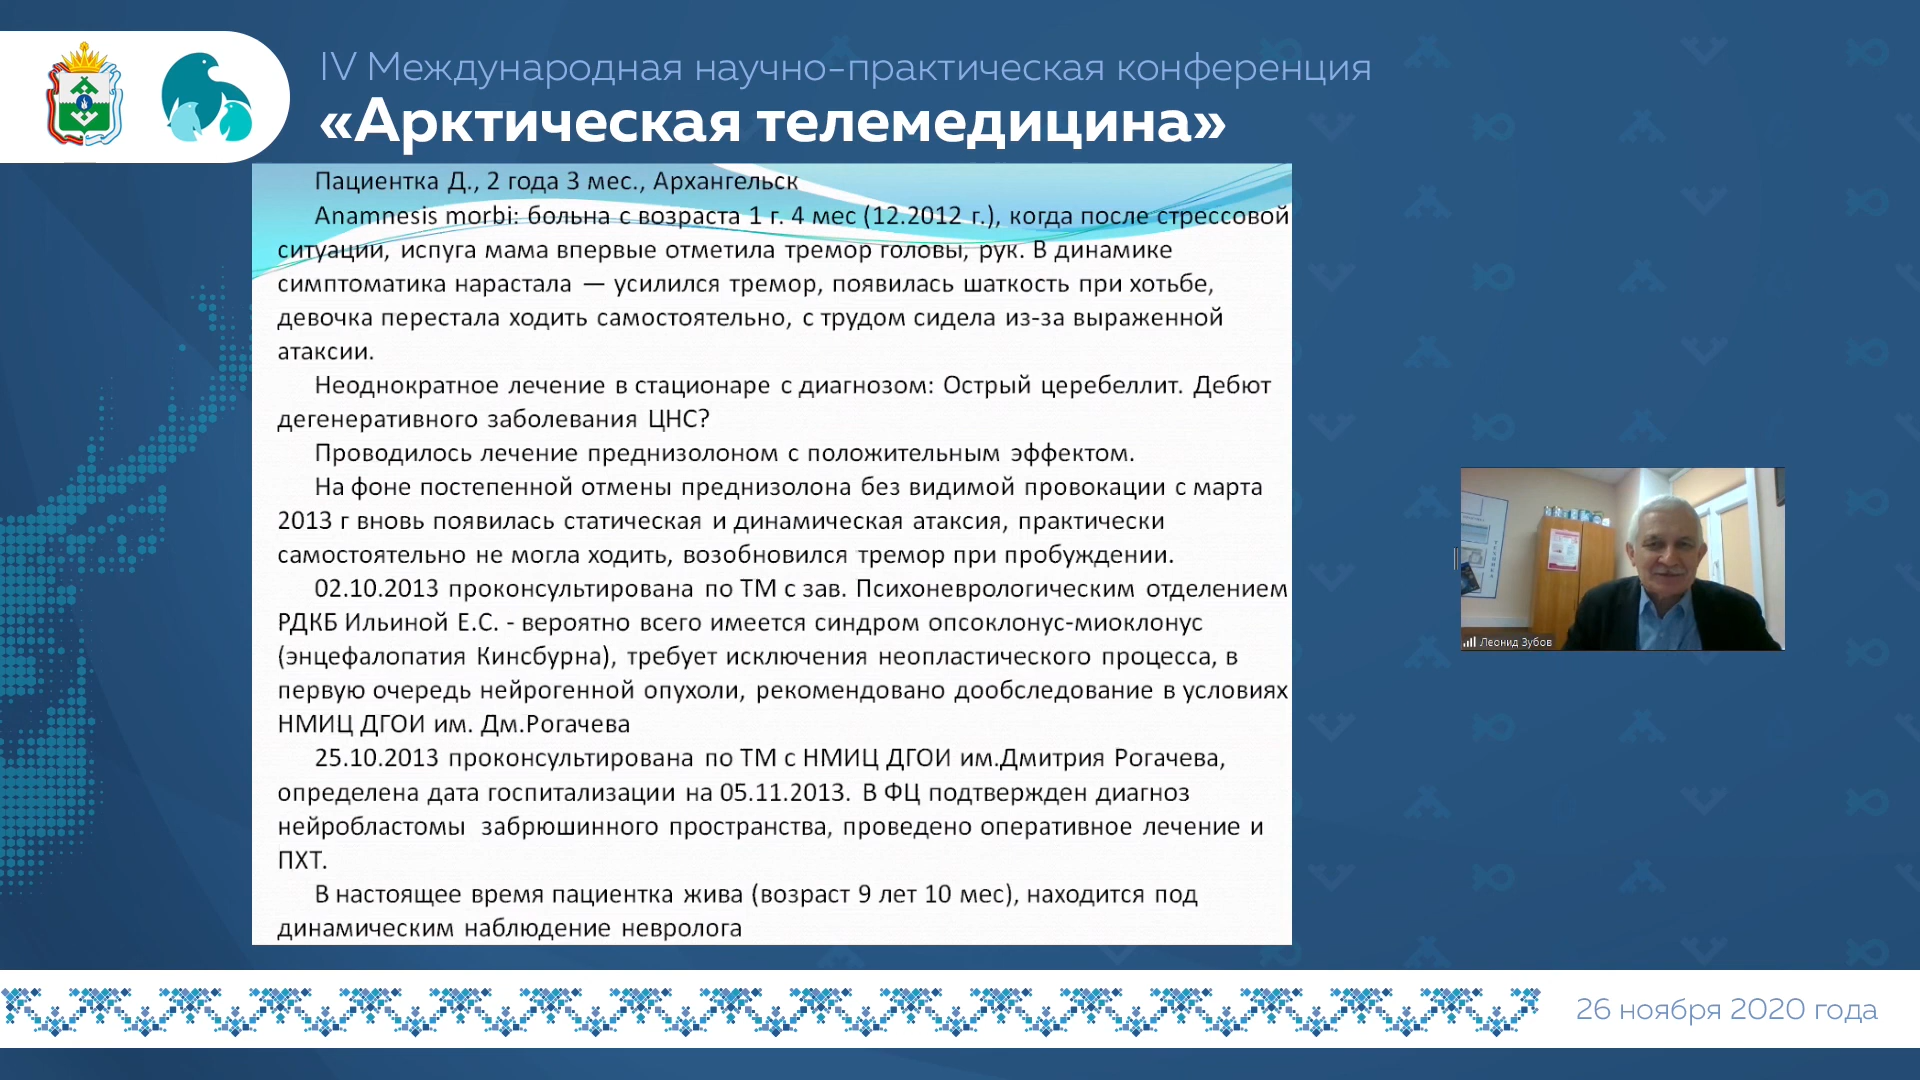 IV Международная научно-практическая конференция
«Арктическая телемедицина»
Пациентка Д., 2 года 3 мес., Архангельск
Anamnesis morbi: больна с возраста 1 г. 4 мес (12.2012 г.), когда после стрессовой
ситуации, испуга мама впервые отметила тремор головы, рук. В динамике
симптоматика нарастала — усилился тремор, появилась шаткость при хотьбе,
девочка перестала ходить самостоятельно, с трудом сидела из-за выраженной
атаксии.
Неоднократное лечение в стационаре с диагнозом: Острый церебеллит. Дебют
дегенеративного заболевания ЦНС?
Проводилось лечение преднизолоном с положительным эффектом.
На фоне постепенной отмены преднизолона без видимой провокации с марта
2013 г вновь появилась статическая и динамическая атаксия, практически
самостоятельно не могла ходить, возобновился тремор при пробуждении.
02.10.2013 проконсультирована по ТМ с зав. Психоневрологическим отделением
РДКБ Ильиной Е.С. - вероятно всего имеется синдром опсоклонус-миоклонус
(энцефалопатия Кинсбурна), требует исключения неопластического процесса, в
первую очередь нейрогенной опухоли, рекомендовано дообследование в условиях
НМИЦ ДГОИ им. Дм.Рогачева
25.10.2013 проконсультирована по ТМ с НМИЦ ДГОИ им.Дмитрия Рогачева,
определена дата госпитализации на 05.11.2013. В ФЦ подтвержден диагноз
нейробластомы забрюшинного пространства, проведено оперативное лечение и
ПХТ.
В настоящее время пациентка жива (возраст 9 лет 10 мес), находится под
динамическим наблюдение невролога
Леонид Зубов
26 ноября 2020 года